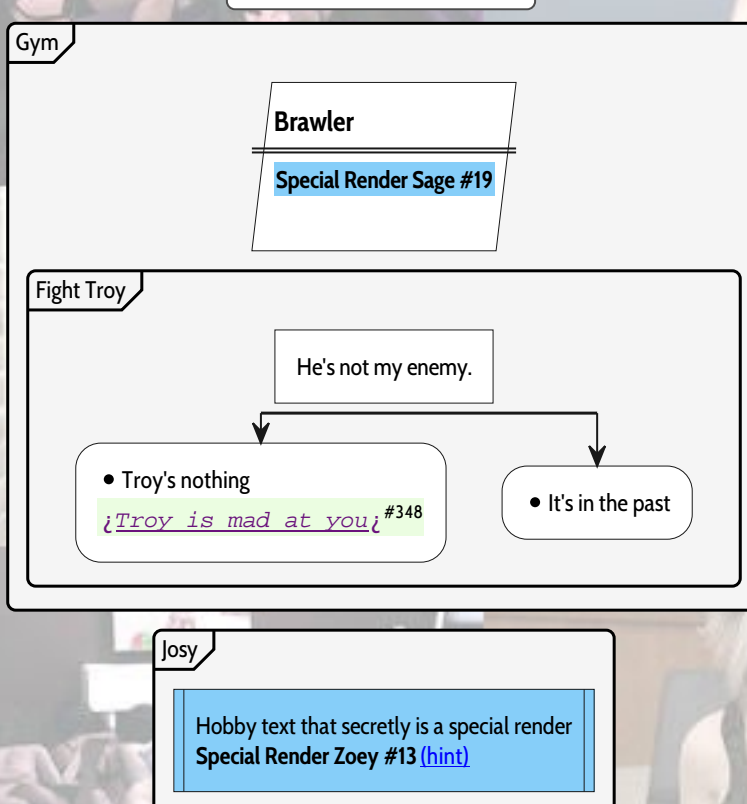 Gym
Brawler
Special Render Sage #19
Fight Troy
He's not my enemy.
• Troy's nothing
¿Troy is mad at you¿#348
• It's in the past
Josy
Hobby text that secretly is a special render
Special Render Zoey #13 (hint)